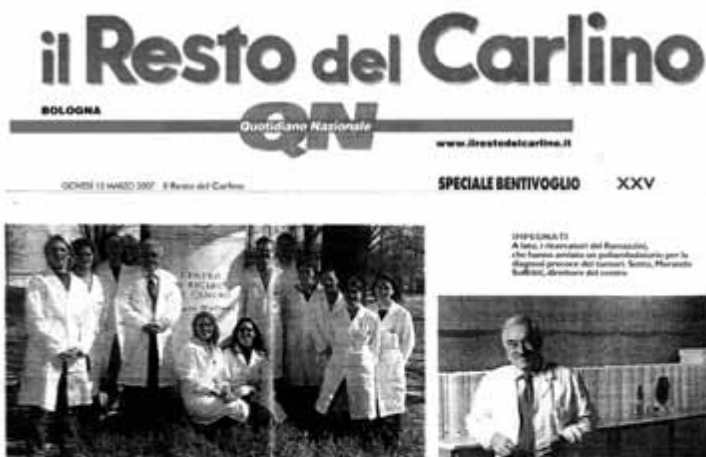 il Resto del Carlino
BOLOGNA
QN
Quotidiano Nazionale
www.ilrestodelcarlino.it
GIOVEDÌ 15 MARZO 2007 il Resto del Carlino
SPECIALE BENTIVOGLIO XXV
IMPEGNATI
A lato, i ricercatori del Ramazzini,
che hanno avviato un poliambulatorio per la
diagnosi precoce dei tumori. Sotto, Morando
Soffritti, direttore del centro
CENTRO